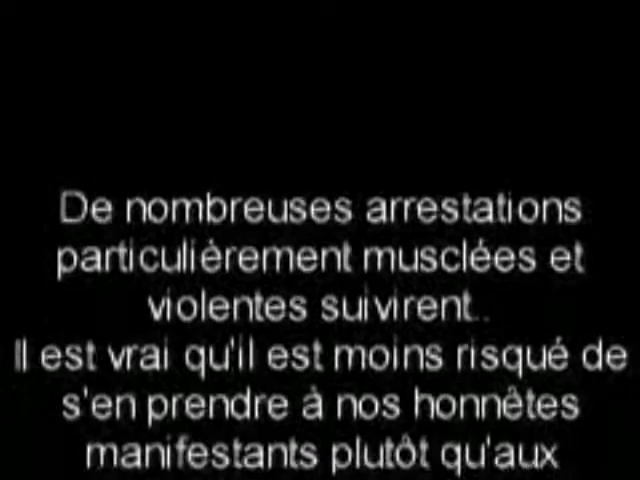 De nombreuses arrestations
particulièrement musclées et
violentes suivirent..
Il est vrai qu'il est moins risqué de
s'en prendre à nos honnêtes
manifestants plutôt qu'aux